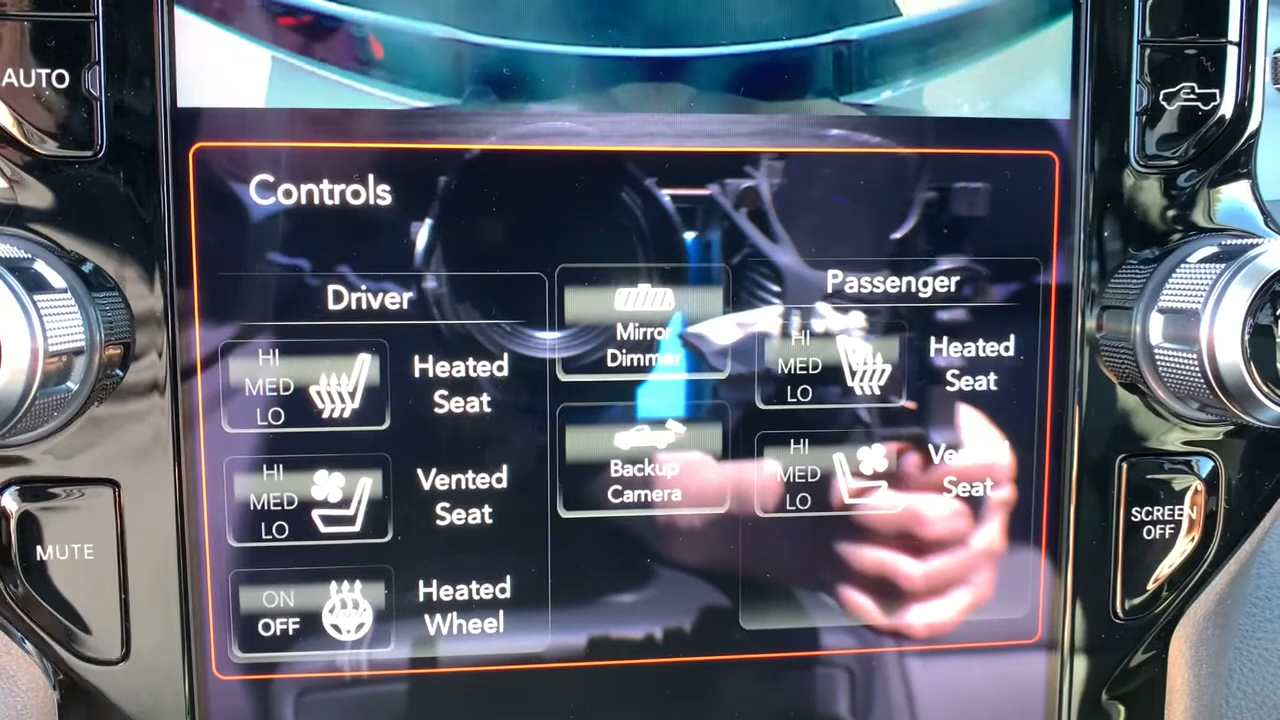 AUTO
Controls
Driver
HI
MED
LO
Heated
Seat
HI
MED
LO
Vented
Seat
ON
OFF
Heated
Wheel
Mirror
Dimmer
Backup
Camera
Passenger
HI
MED
LO
Heated
Seat
HI
MED
LO
Vented
Seat
MUTE
SCREEN
OFF